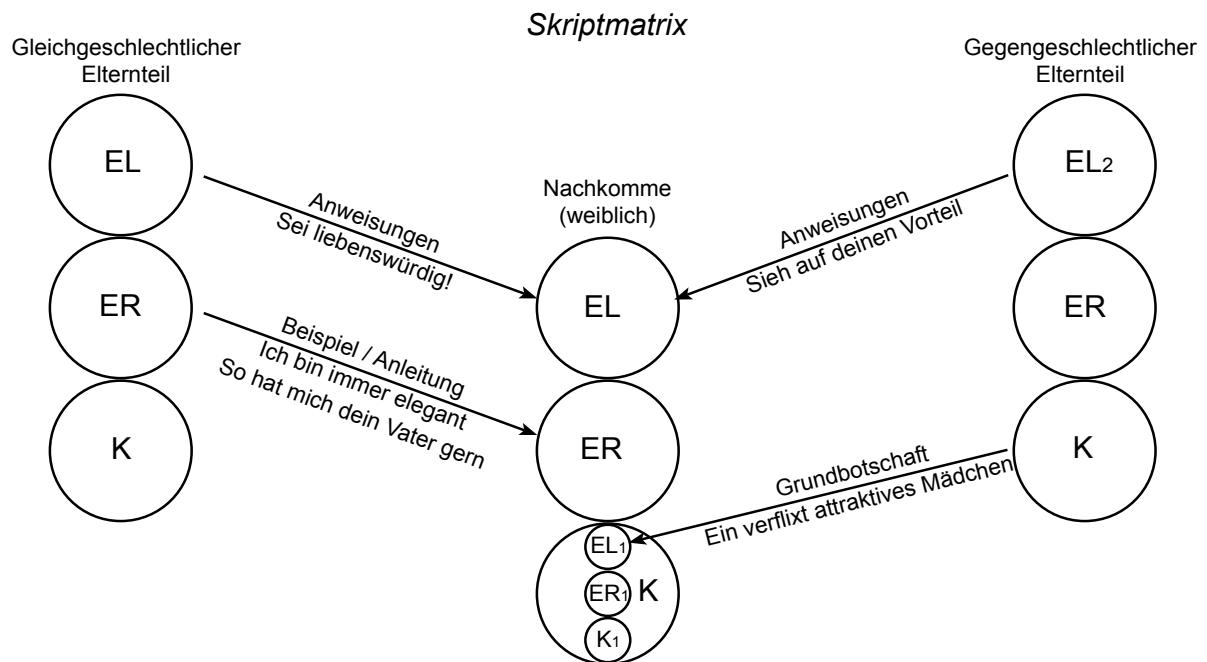 Skriptmatrix
Gleichgeschlechtlicher
Elternteil
Gegengeschlechtlicher
Elternteil
EL
EL2
Nachkomme
(weiblich)
Anweisungen
Sei liebenswürdig!
Anweisungen
Sieh auf deinen Vorteil
ER
EL
ER
Beispiel / Anleitung
Ich bin immer elegant
So hat mich dein Vater gern
K
ER
K
Grundbotschaft
Ein verflixt attraktives Mädchen
EL1
ER1
K
K1